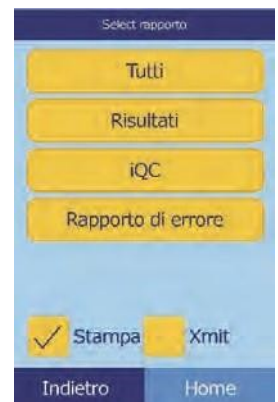 Select rapporto
Tutti
Risultati
iQC
Rapporto di errore
Stampa Xmit
Indietro Home